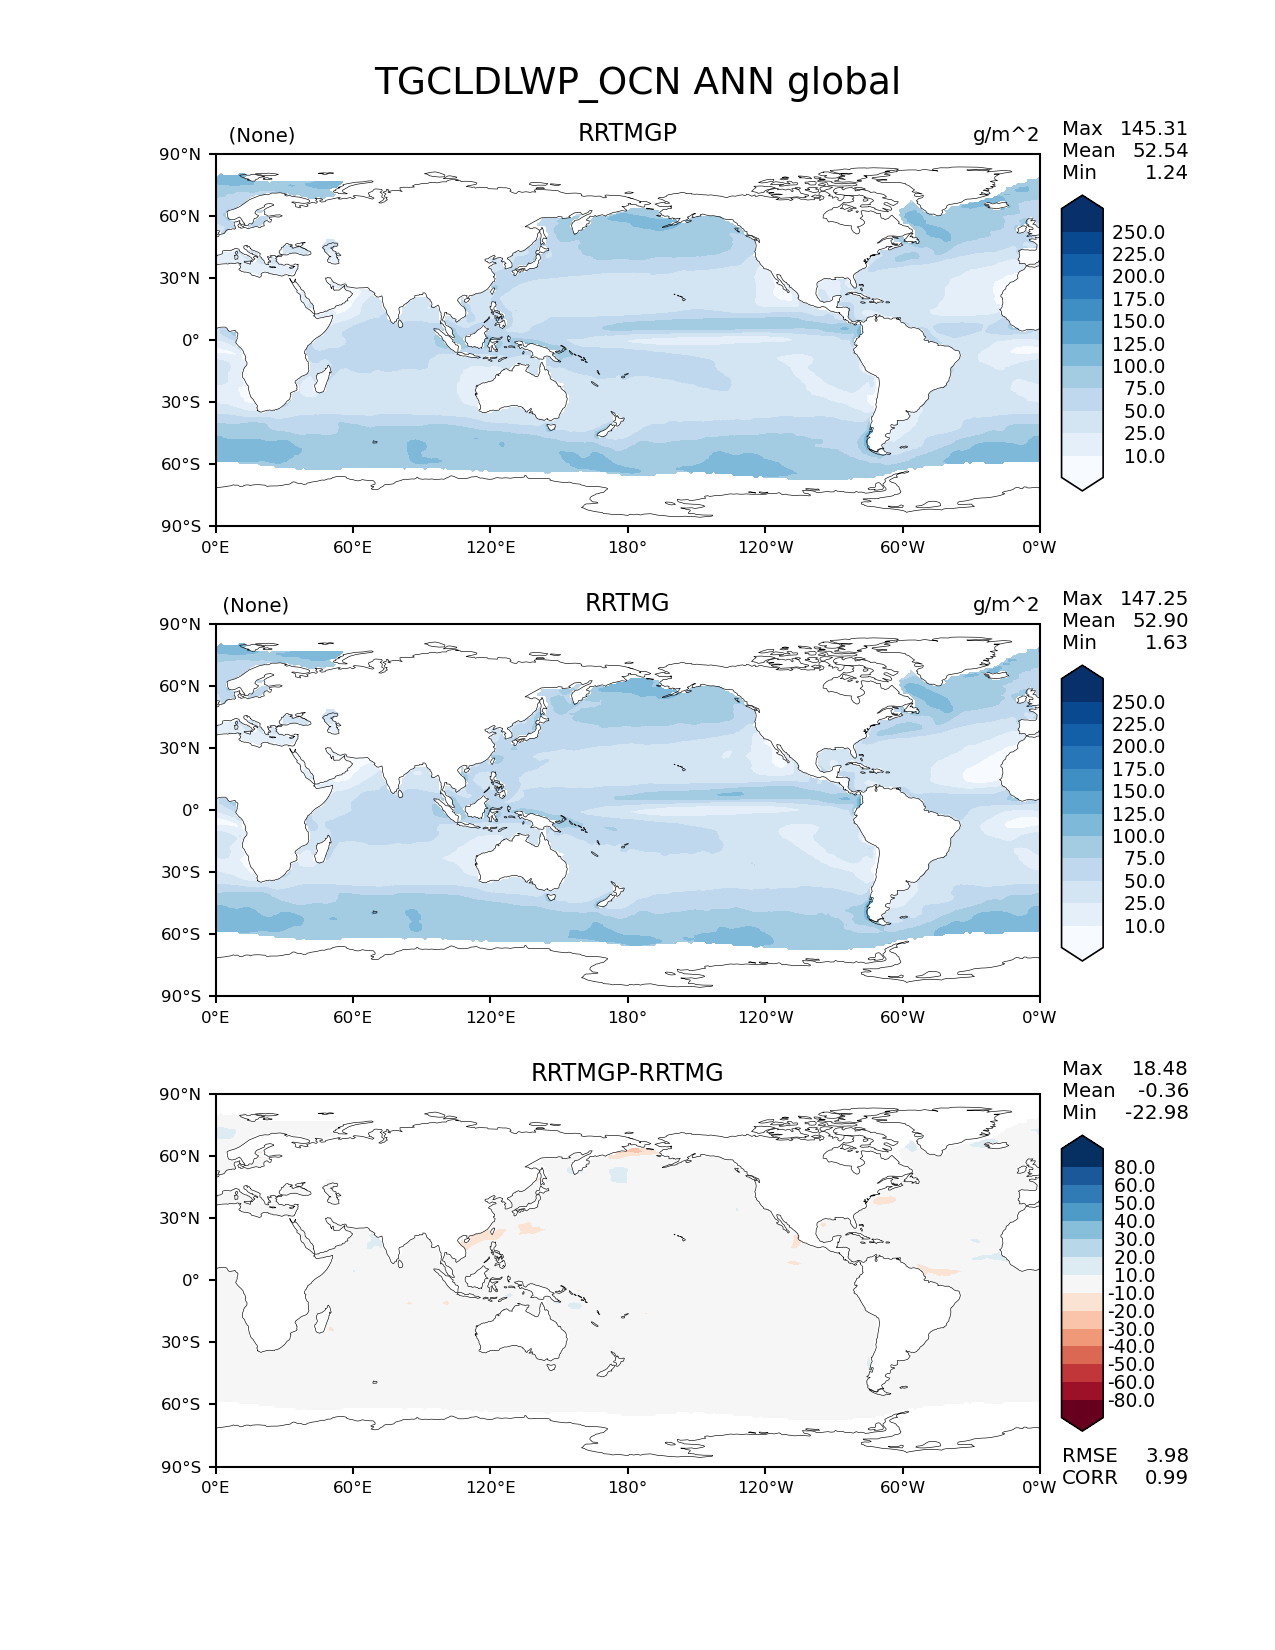 TGCLDLWP_OCN ANN global
(None) RRTMGP g/m^2
Max 145.31
Mean 52.54
Min 1.24
90°N
60°N
30°N
0°
30°S
60°S
90°S
0°E 60°E 120°E 180° 120°W 60°W 0°W
250.0
225.0
200.0
175.0
150.0
125.0
100.0
75.0
50.0
25.0
10.0
(None) RRTMG g/m^2
Max 147.25
Mean 52.90
Min 1.63
90°N
60°N
30°N
0°
30°S
60°S
90°S
0°E 60°E 120°E 180° 120°W 60°W 0°W
250.0
225.0
200.0
175.0
150.0
125.0
100.0
75.0
50.0
25.0
10.0
RRTMGP-RRTMG
Max 18.48
Mean -0.36
Min -22.98
90°N
60°N
30°N
0°
30°S
60°S
90°S
0°E 60°E 120°E 180° 120°W 60°W 0°W
80.0
60.0
50.0
40.0
30.0
20.0
10.0
-10.0
-20.0
-30.0
-40.0
-50.0
-60.0
-80.0
RMSE 3.98
CORR 0.99